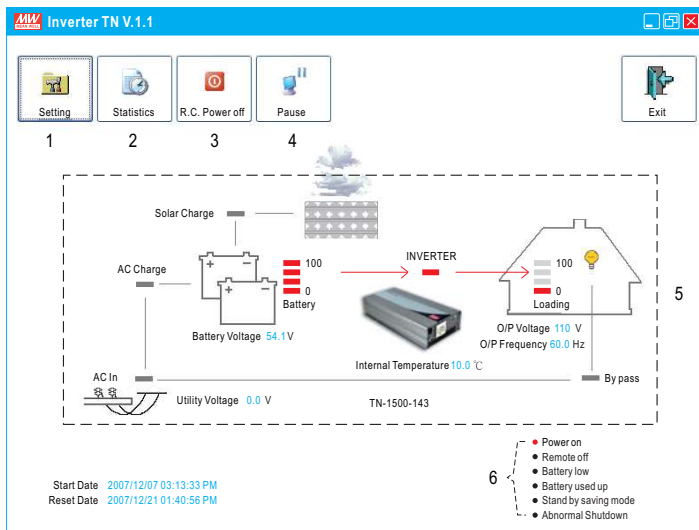 MW
MEAN WELL
Inverter TN V.1.1
Setting
Statistics
R.C. Power off
Pause
Exit
1
2
3
4
Solar Charge
AC Charge
+ -
+ -
100
0
Battery
INVERTER
100
0
Loading
5
Battery Voltage 54.1V
O/P Voltage 110 V
O/P Frequency 60.0 Hz
Internal Temperature 10.0 ℃
AC In
By pass
Utility Voltage 0.0 V
TN-1500-143
6
Power on
Remote off
Battery low
Battery used up
Stand by saving mode
Abnormal Shutdown
Start Date 2007/12/07 03:13:33 PM
Reset Date 2007/12/21 01:40:56 PM